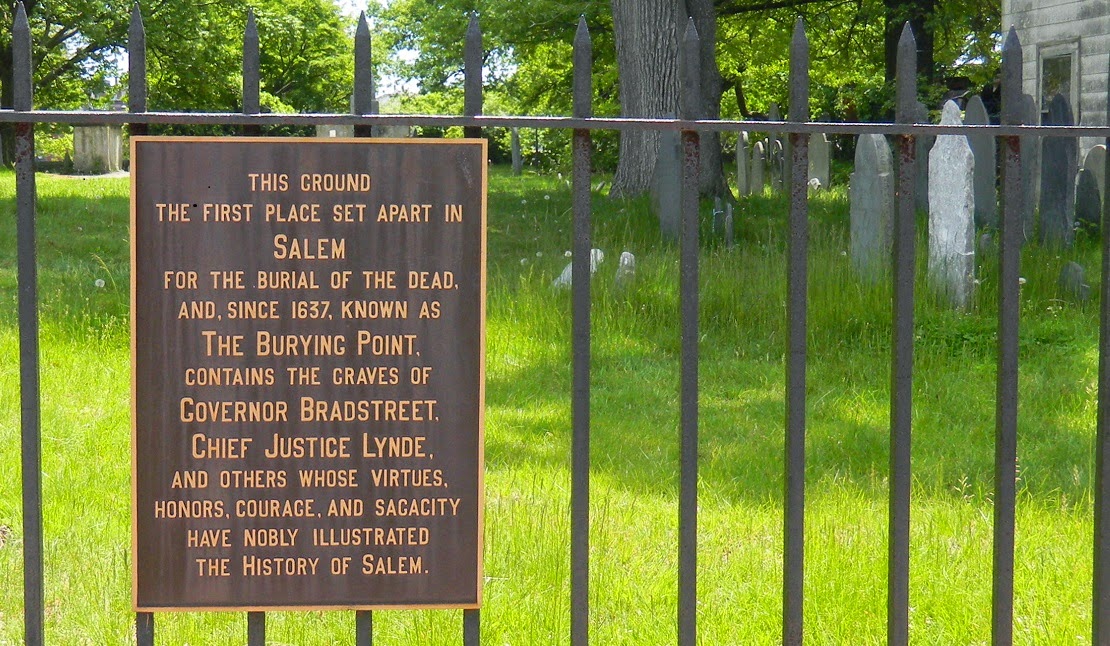 THIS GROUND
THE FIRST PLACE SET APART IN
SALEM
FOR THE BURIAL OF THE DEAD,
AND, SINCE 1637, KNOWN AS
THE BURYING POINT,
CONTAINS THE GRAVES OF
GOVERNOR BRADSTREET,
CHIEF JUSTICE LYNDE,
AND OTHERS WHOSE VIRTUES,
HONORS, COURAGE, AND SAGACITY
HAVE NOBLY ILLUSTRATED
THE HISTORY OF SALEM.